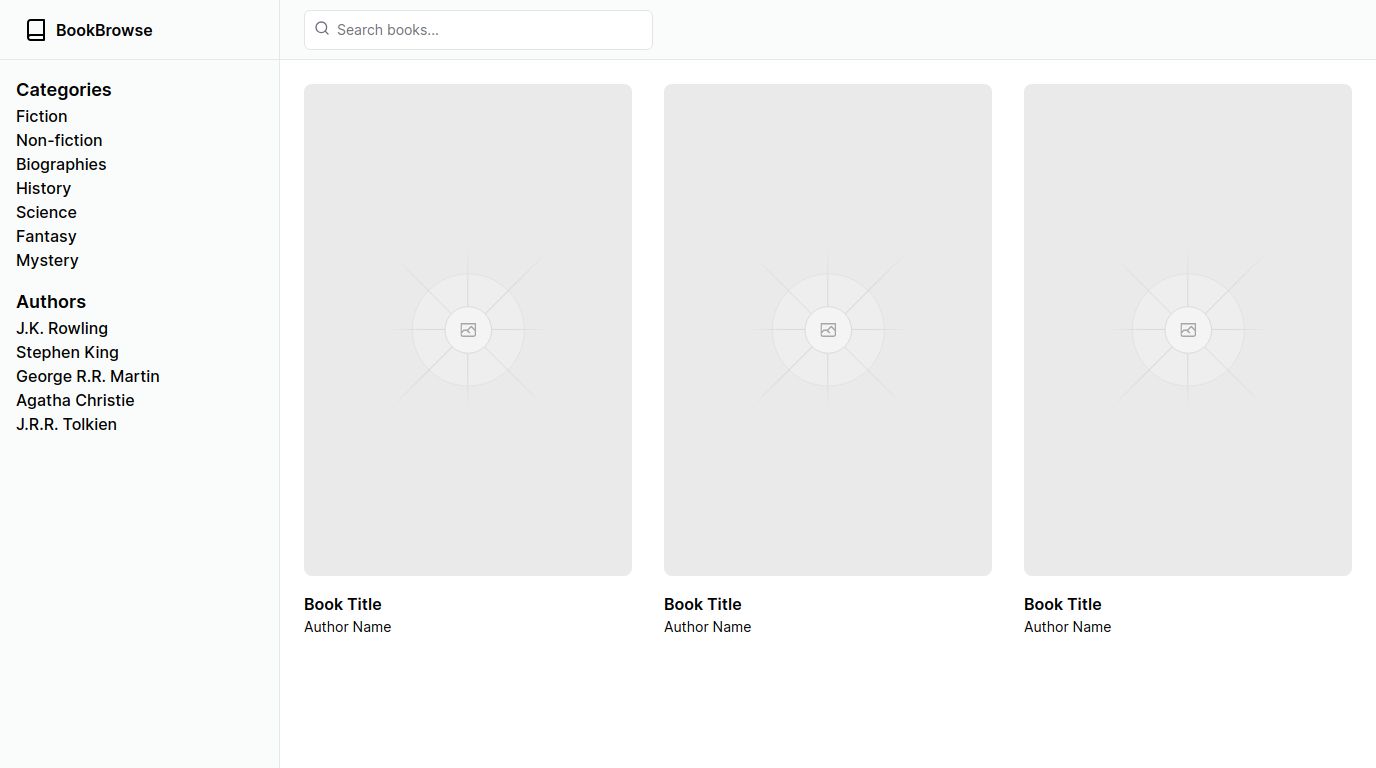 BookBrowse
Search books...
Categories
Fiction
Non-fiction
Biographies
History
Science
Fantasy
Mystery
Authors
J.K. Rowling
Stephen King
George R.R. Martin
Agatha Christie
J.R.R. Tolkien
Book Title
Author Name
Book Title
Author Name
Book Title
Author Name